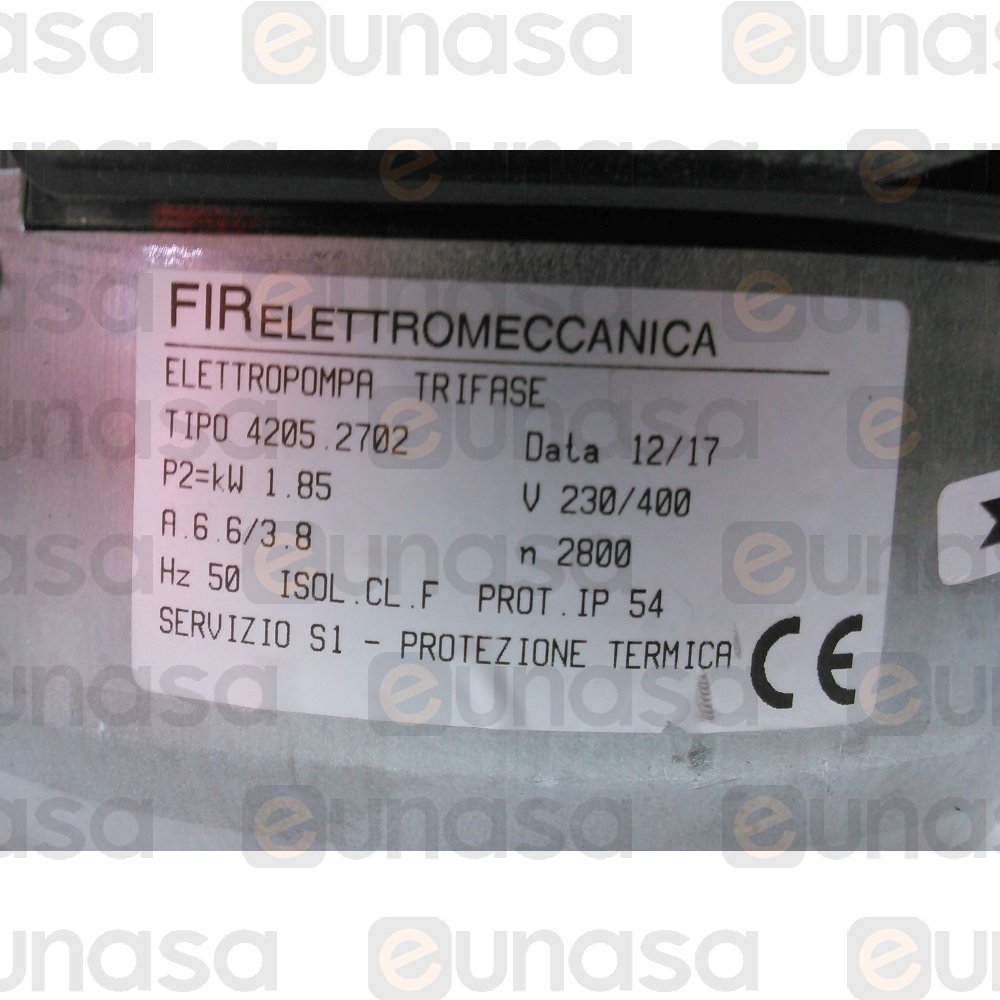 FIRELETTROMECCANICA
ELETTROPOMPA TRIFASE
TIPO 4205.2702 Data 12/17
P2=kW 1.85 V 230/400
A.6.6/3.8 n 2800
Hz 50 ISOL.CL.F PROT.IP 54
SERVIZIO S1 - PROTEZIONE TERMICA CE
eunasa